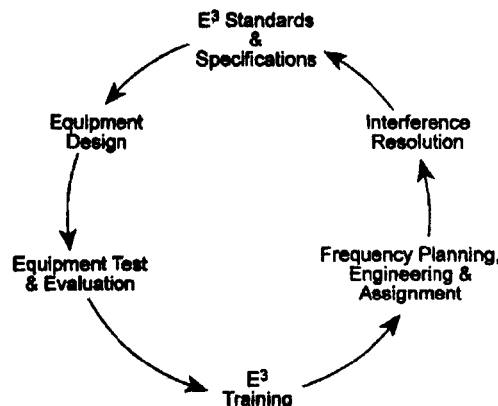 E³ Standards
&
Specifications
Equipment
Design
Interference
Resolution
Equipment Test
& Evaluation
Frequency Planning,
Engineering &
Assignment
E³
Training